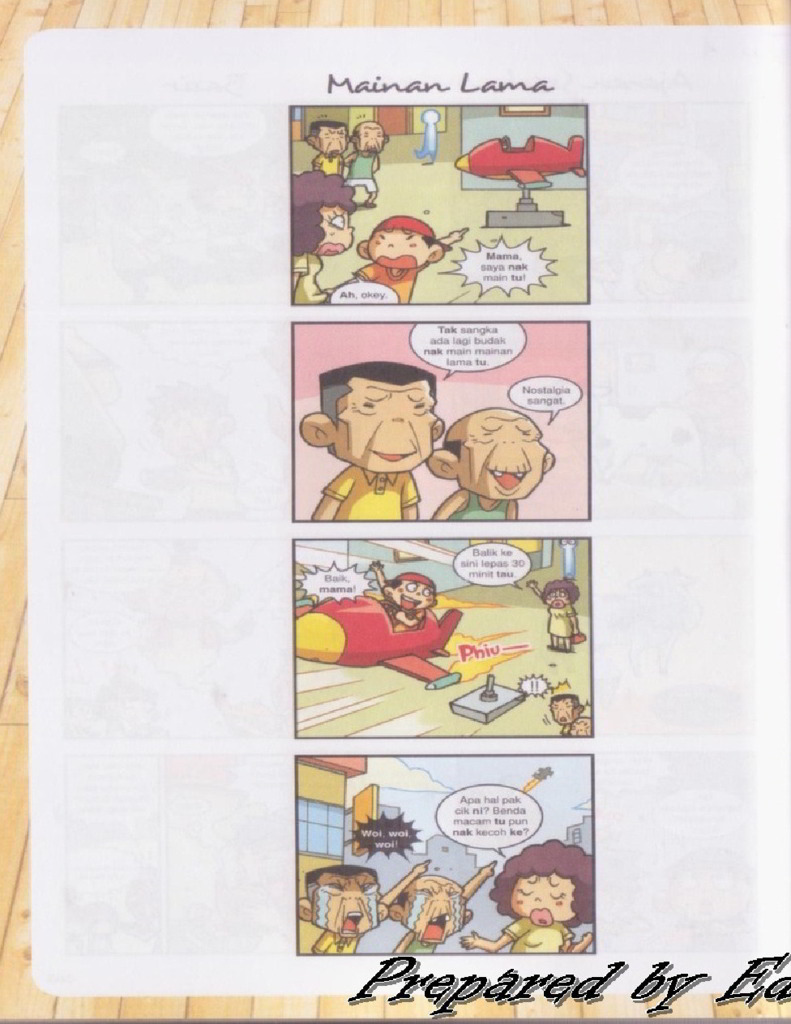 Mainan Lama
Mama,
saya nak
main tu!
Ah, okey.
Tak sangka
ada lagi budak
nak main mainan
lama tu.
Nostalgia
sangat.
Balik ke
sini lepas 30
minit tau.
Baik,
mama!
Phiu
!!
Apa hal pak
cik ni? Benda
macam tu pun
nak kecoh ke?
Woi, woi,
woi!
Prepared by Ed